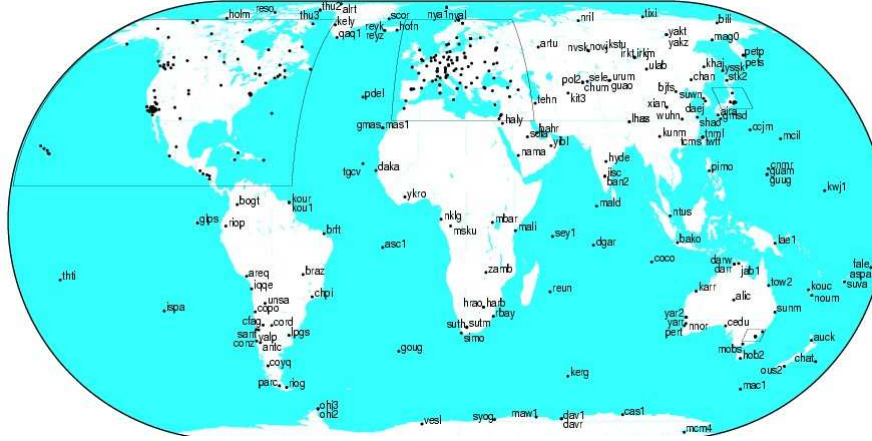 reso
thu2
alrt
holm
thu3
kely
qaq1
scor
reyk
hofn
reyz
nya1
nyal
nril
tixi
bili
mag0
yakt
yakz
petp
pets
artu
nvsk
novj
kstu
irkt
irkm
ulab
khaj
yssk
stk2
chan
pol2
sele
urum
chum
guao
kit3
bjfs
suwn
daej
xian
wuhn
shao
aira
lhas
kunm
tcms
tnml
twtf
ccjm
mcil
pdel
gmas
mas1
tehn
haly
bahr
yibl
nama
hyde
iisc
ban2
pimo
cnmr
guam
guug
kwj1
tgcv
daka
ykro
nklg
msku
mbar
mali
mald
sey1
dgar
ntus
bako
coco
lae1
bogt
kour
kou1
glps
riop
brft
asc1
zamb
hrao
harb
rbay
suth
sutm
simo
reun
darw
darr
jab1
tow2
karr
alic
fale
aspa
suva
kouc
noum
thti
ispa
areq
iqqe
braz
chpi
unsa
copo
cfag
cord
sant
valp
lpgs
conz
antc
coyq
parc
riog
yar2
yarr
pert
nnor
cedu
sunm
mobs
hob2
auck
chat
ous2
mac1
goug
kerg
ohi3
ohi2
vesl
syog
maw1
dav1
davr
cas1
mcm4